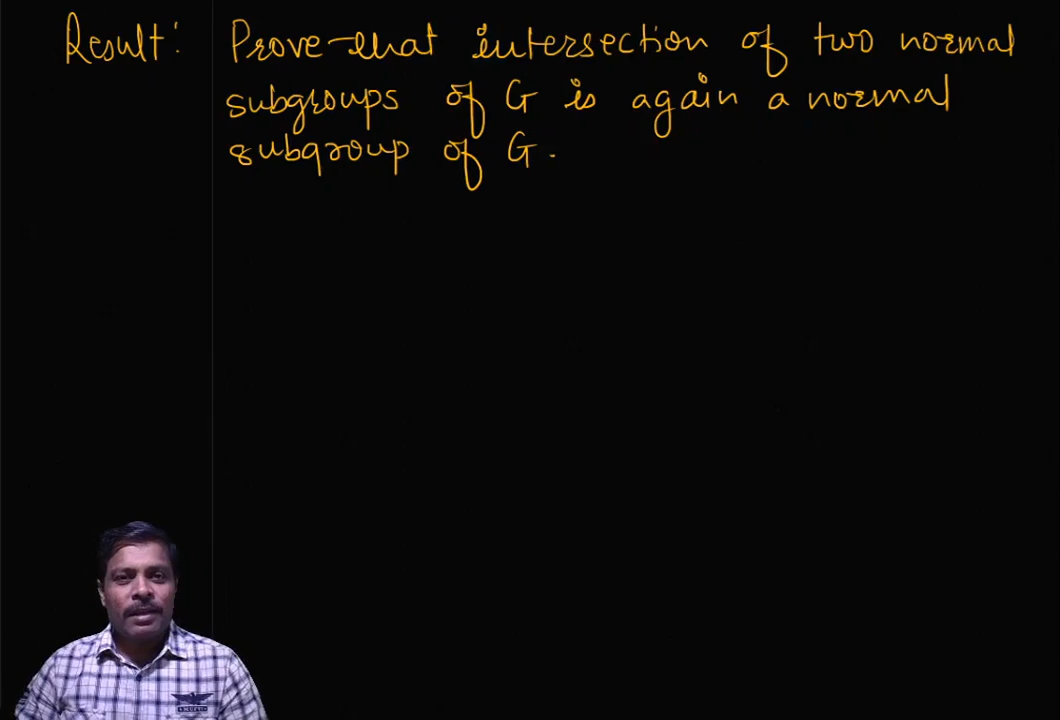 Result: Prove that intersection of two normal
subgroups of G is again a normal
subgroup of G.